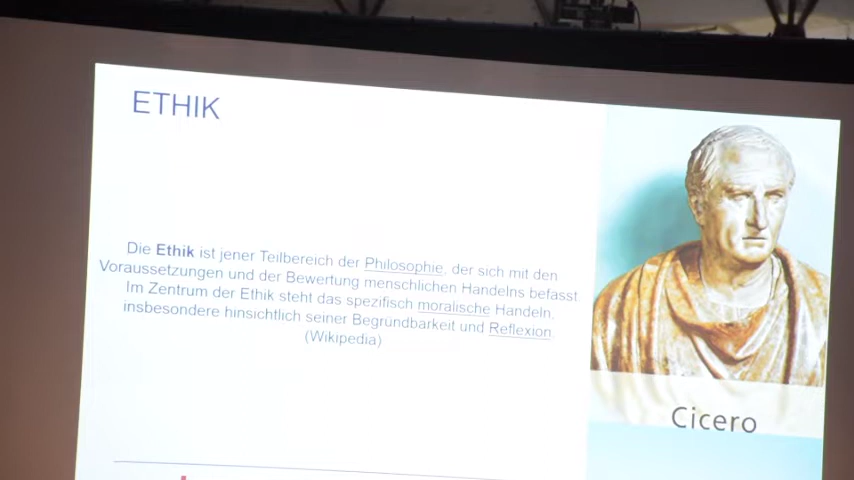 ETHIK
Die Ethik ist jener Teilbereich der Philosophie, der sich mit den
Voraussetzungen und der Bewertung menschlichen Handelns befasst
Im Zentrum der Ethik steht das spezifisch moralische Handeln,
insbesondere hinsichtlich seiner Begründbarkeit und Reflexion
(Wikipedia)
Cicero